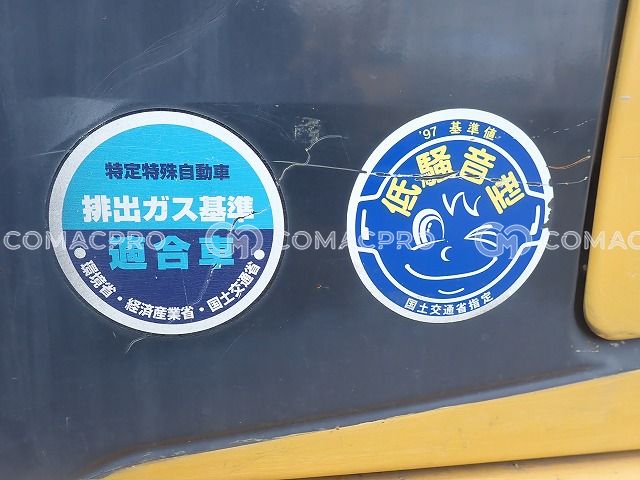 特定特殊自動車
排出ガス基準
適合車
・環境省・経済産業省・国土交通省・
'97 基準値
低騒音型
国土交通省指定
COMACPRO COMACPRO COMACPRO